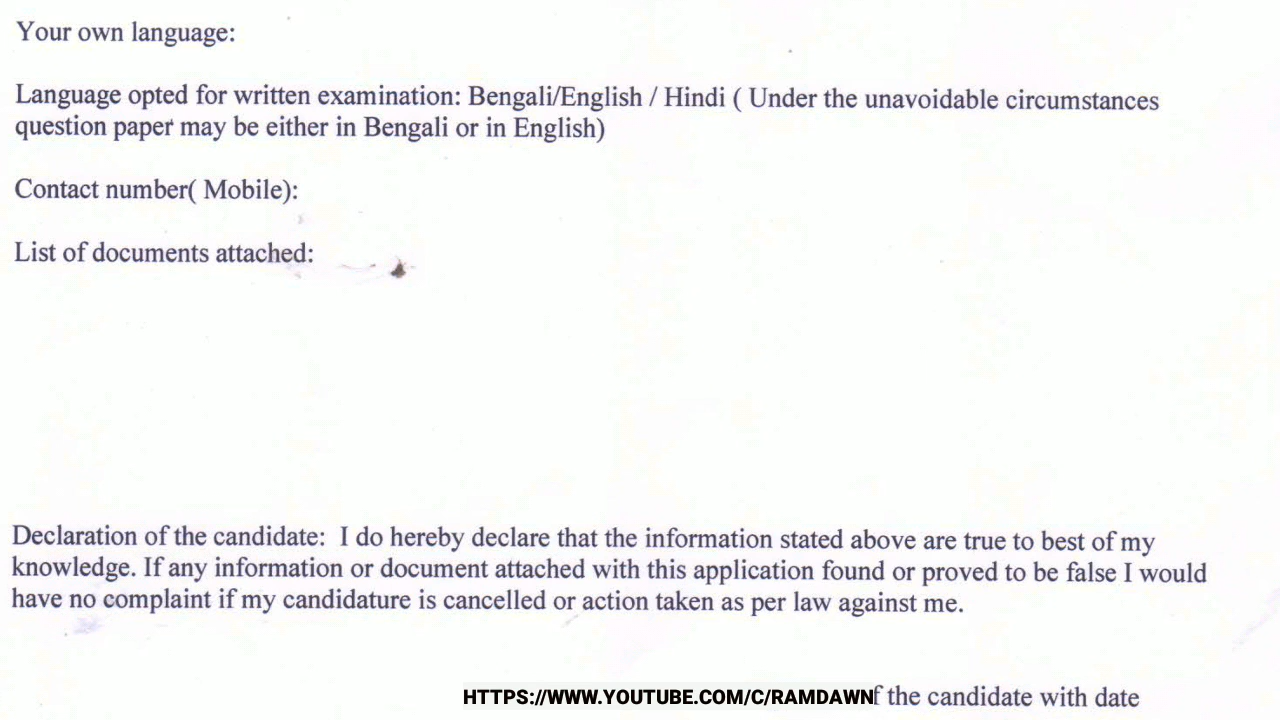 Your own language:
Language opted for written examination: Bengali/English / Hindi ( Under the unavoidable circumstances
question paper may be either in Bengali or in English)
Contact number( Mobile):
List of documents attached:
Declaration of the candidate: I do hereby declare that the information stated above are true to best of my
knowledge. If any information or document attached with this application found or proved to be false I would
have no complaint if my candidature is cancelled or action taken as per law against me.
HTTPS://WWW.YOUTUBE.COM/C/RAMDAWN the candidate with date